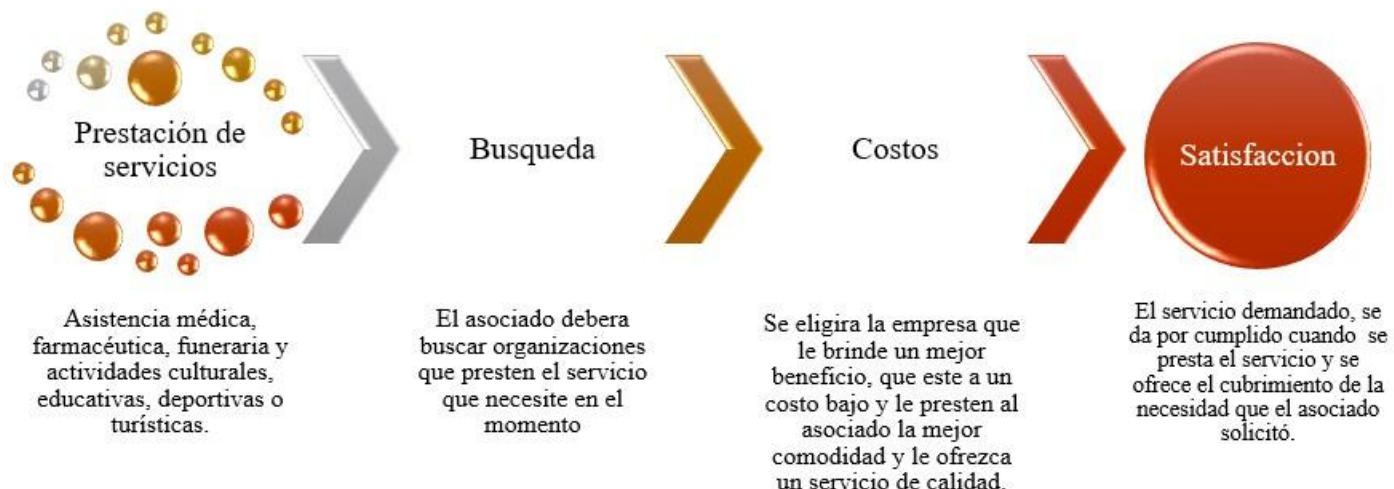 Prestación de
servicios
Busqueda
Costos
Satisfaccion
Asistencia médica,
farmacéutica, funeraria y
actividades culturales,
educativas, deportivas o
turísticas.
El asociado debera
buscar organizaciones
que presten el servicio
que necesite en el
momento
Se eligira la empresa que
le brinde un mejor
beneficio, que este a un
costo bajo y le presten al
asociado la mejor
comodidad y le ofrezca
un servicio de calidad.
El servicio demandado, se
da por cumplido cuando se
presta el servicio y se
ofrece el cubrimiento de la
necesidad que el asociado
solicitó.